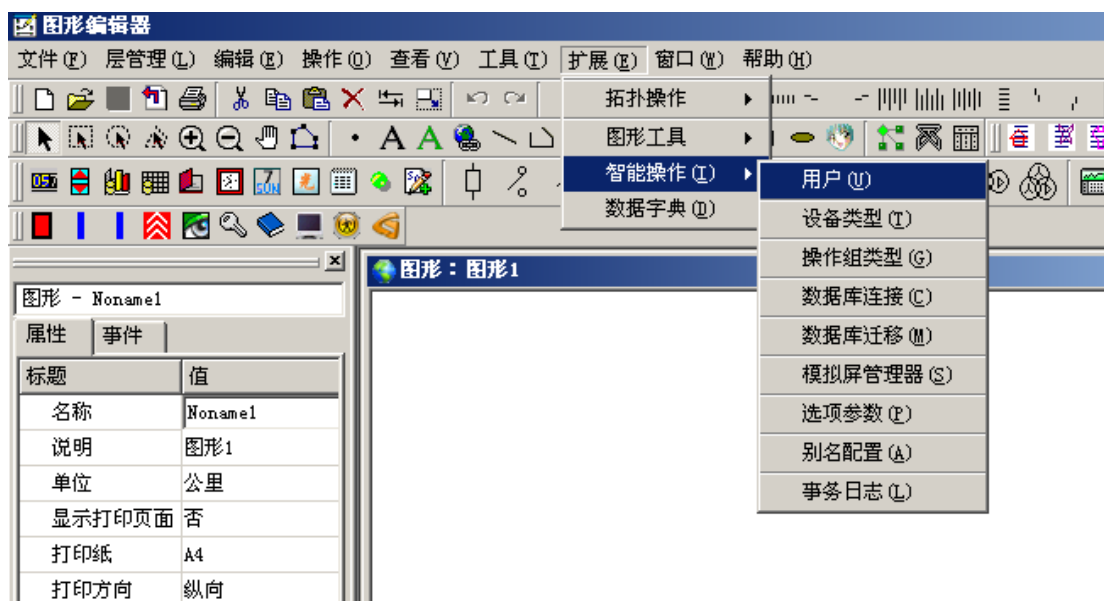 图形编辑器
文件(F) 层管理(L) 编辑(E) 操作(O) 查看(V) 工具(T) 扩展(E) 窗口(W) 帮助(H)
拓扑操作
图形工具
智能操作(I)
数据字典(D)
用户(U)
设备类型(T)
操作组类型(G)
数据库连接(C)
数据库迁移(M)
模拟屏管理器(S)
选项参数(P)
别名配置(A)
事务日志(L)
图形 - Noname1
属性 事件
标题 值
名称 Noname1
说明 图形1
单位 公里
显示打印页面 否
打印纸 A4
打印方向 纵向
图形：图形1